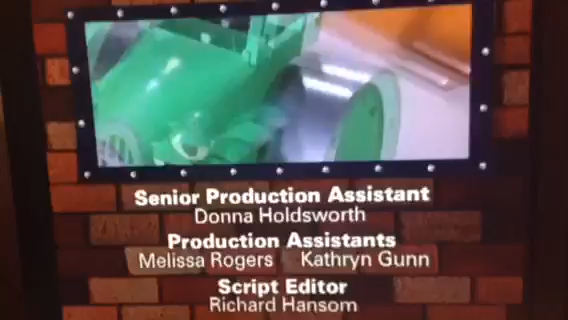 Senior Production Assistant
Donna Holdsworth
Production Assistants
Melissa Rogers Kathryn Gunn
Script Editor
Richard Hansom